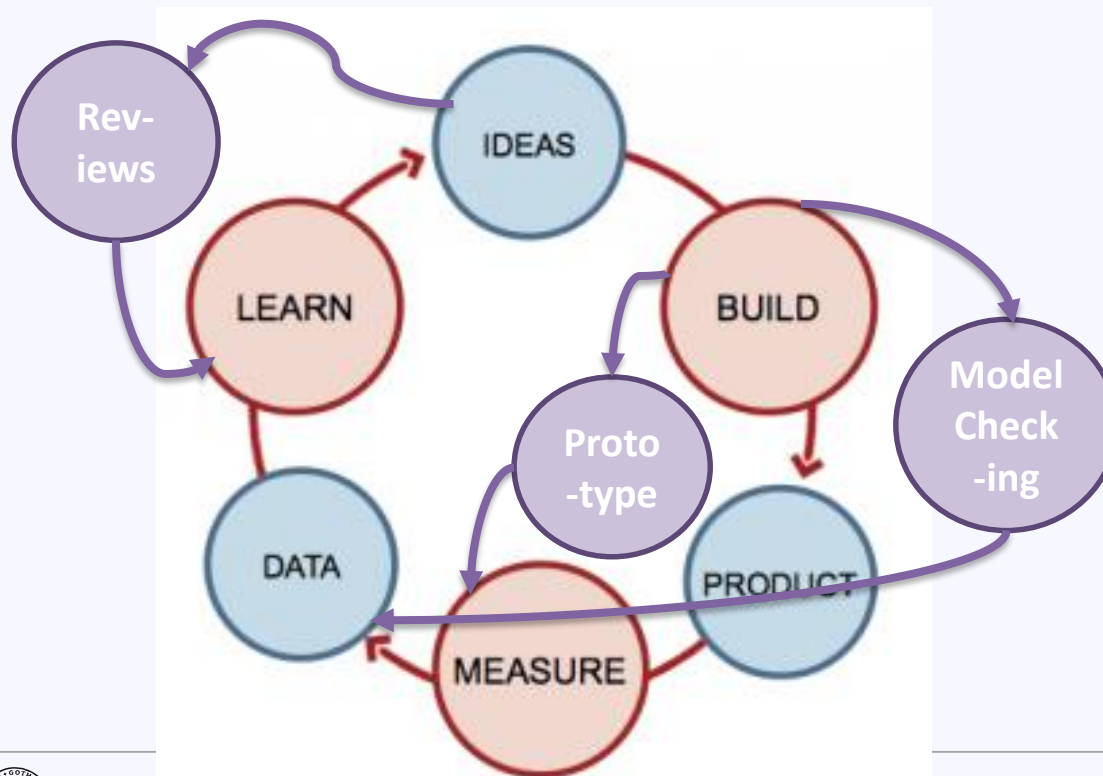 Rev-
iews
IDEAS
LEARN
BUILD
Model
Check
-ing
Proto
-type
DATA
PRODUCT
MEASURE